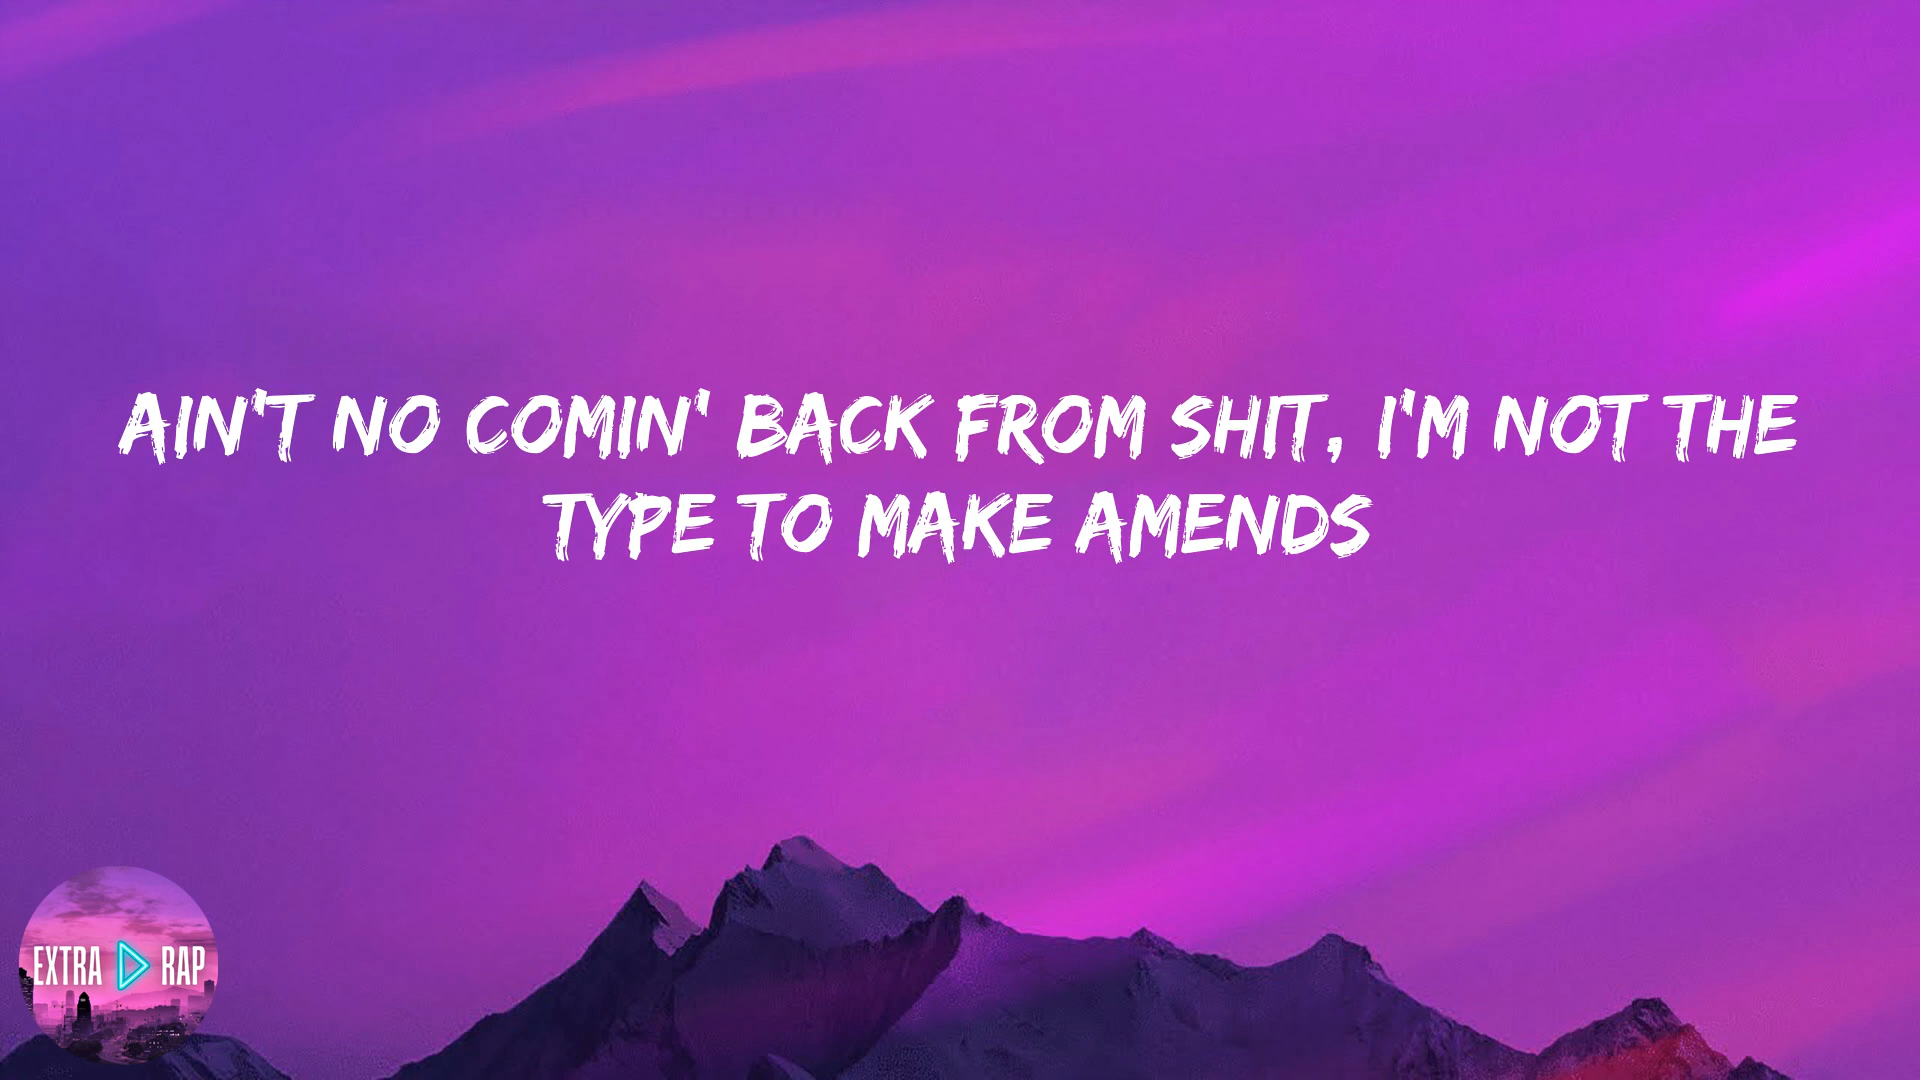 AIN'T NO COMIN' BACK FROM SHIT, I'M NOT THE
TYPE TO MAKE AMENDS
EXTRA RAP